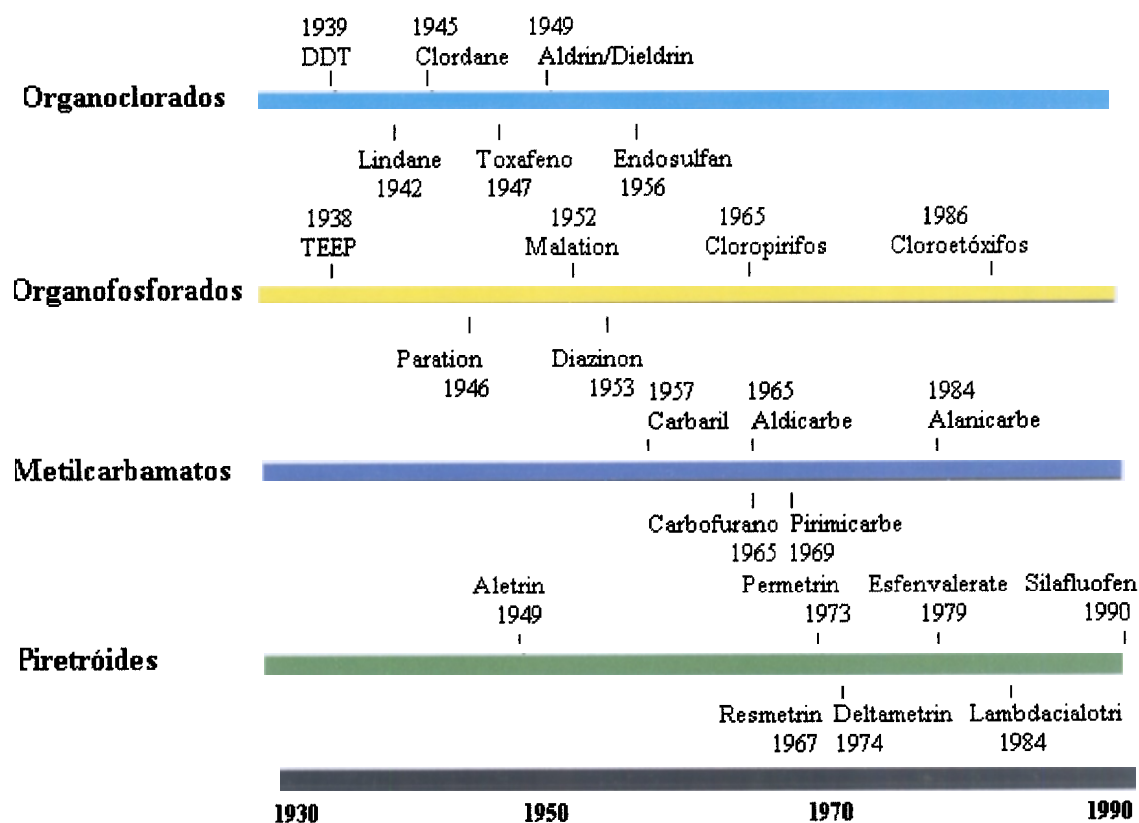 1939 1945 1949
DDT Clordane Aldrin/Dieldrin
Organoclorados
Lindane Toxafeno Endosulfan
1942 1947 1956
1938 1952 1965 1986
TEEP Malation Cloropirifos Cloroetóxifos
Organofosforados
Paration Diazinon
1946 1953
1957 1965 1984
Carbaril Aldicarbe Alanicarbe
Metilcarbamatos
Carbofurano Pirimicarbe
1965 1969
Aletrin Permetrin Esfenvalerate Silafluofen
1949 1973 1979 1990
Piretróides
Resmetrin Deltametrin Lambdacialotri
1967 1974 1984
1930 1950 1970 1990